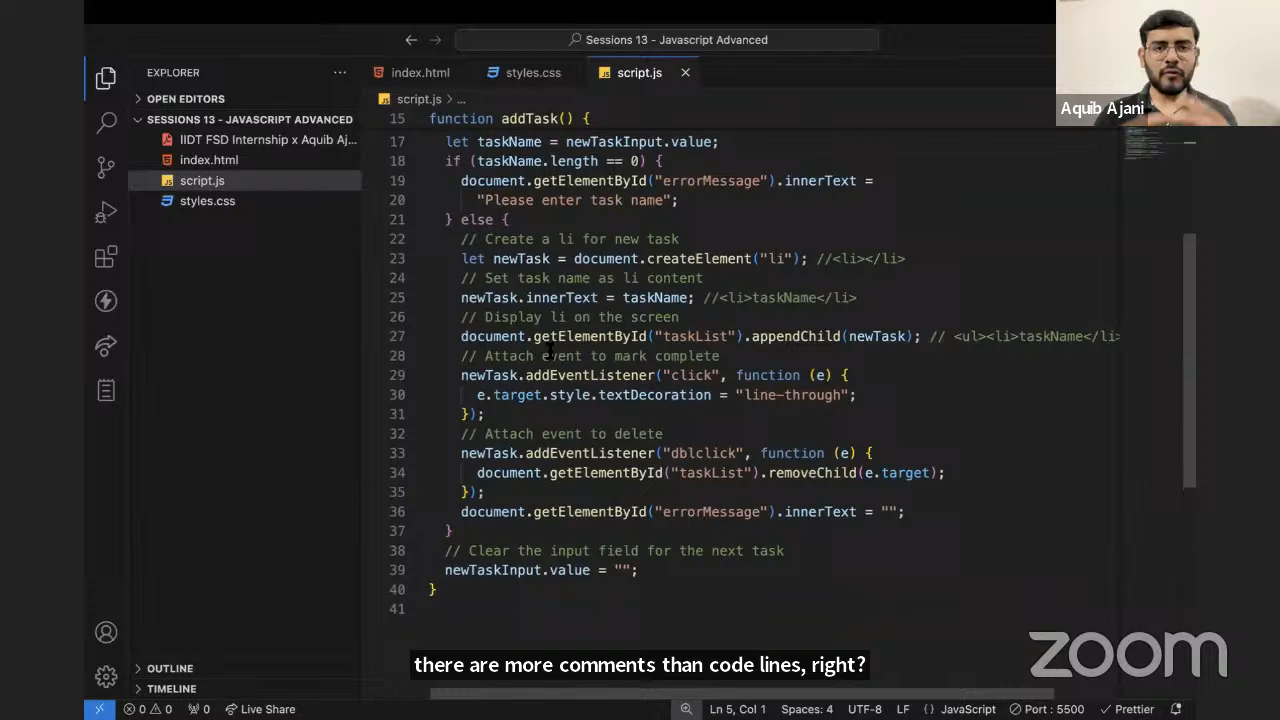 Sessions 13 - Javascript Advanced
Aquib Ajani
EXPLORER
index.html
styles.css
script.js
OPEN EDITORS
SESSIONS 13 - JAVASCRIPT ADVANCED
IIDT FSD Internship x Aquib Aj...
index.html
script.js
styles.css
script.js > ...
15 function addTask() {
17 let taskName = newTaskInput.value;
18 if (taskName.length == 0) {
19 document.getElementById("errorMessage").innerText =
20 "Please enter task name";
21 } else {
22 // Create a li for new task
23 let newTask = document.createElement("li"); //<li></li>
24 // Set task name as li content
25 newTask.innerText = taskName; //<li>taskName</li>
26 // Display li on the screen
27 document.getElementById("taskList").appendChild(newTask); // <ul><li>taskName</li>
28 // Attach event to mark complete
29 newTask.addEventListener("click", function (e) {
30 e.target.style.textDecoration = "line-through";
31 });
32 // Attach event to delete
33 newTask.addEventListener("dblclick", function (e) {
34 document.getElementById("taskList").removeChild(e.target);
35 });
36 document.getElementById("errorMessage").innerText = "";
37 }
38 // Clear the input field for the next task
39 newTaskInput.value = "";
40 }
41
there are more comments than code lines, right?
zoom
OUTLINE
TIMELINE
0 0 0 Live Share Ln 5, Col 1 Spaces: 4 UTF-8 LF {} JavaScript Port : 5500 Prettier